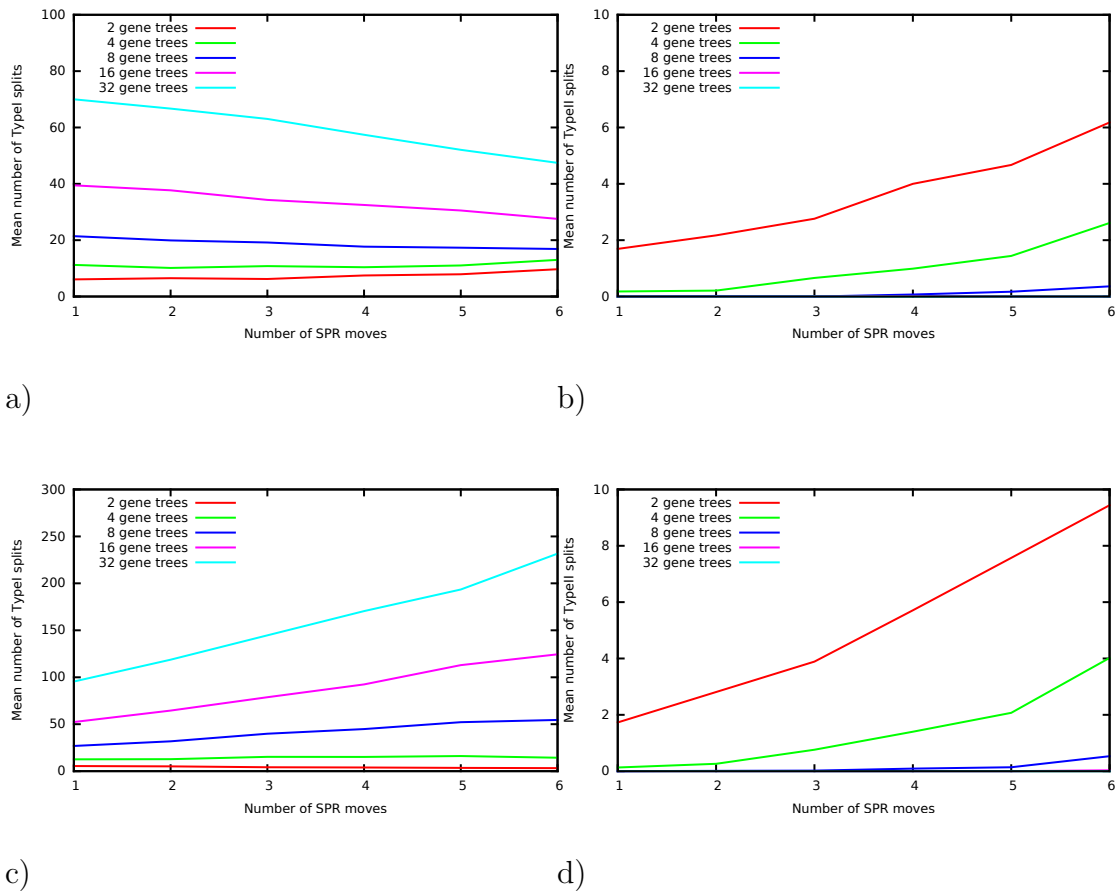 Mean number of TypeI splits
100
80
60
40
20
0
2 gene trees
4 gene trees
8 gene trees
16 gene trees
32 gene trees
1 2 3 4 5 6
Number of SPR moves
a)
Mean number of TypeII splits
10
8
6
4
2
0
2 gene trees
4 gene trees
8 gene trees
16 gene trees
32 gene trees
1 2 3 4 5 6
Number of SPR moves
b)
Mean number of TypeI splits
300
250
200
150
100
50
0
2 gene trees
4 gene trees
8 gene trees
16 gene trees
32 gene trees
1 2 3 4 5 6
Number of SPR moves
c)
Mean number of TypeII splits
10
8
6
4
2
0
2 gene trees
4 gene trees
8 gene trees
16 gene trees
32 gene trees
1 2 3 4 5 6
Number of SPR moves
d)